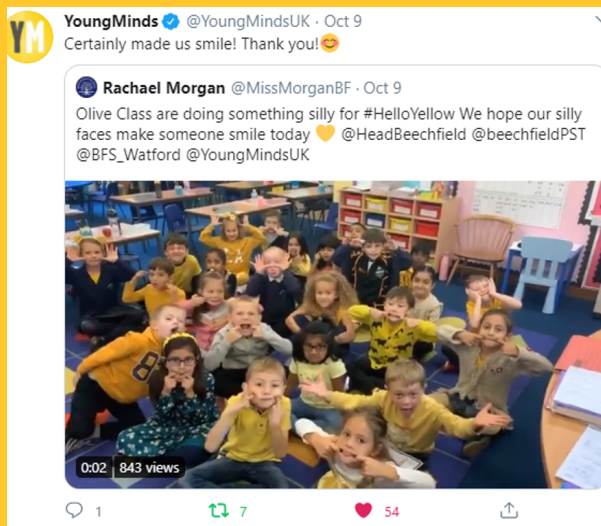 YM
YoungMinds @YoungMindsUK · Oct 9
Certainly made us smile! Thank you!😊
Rachael Morgan @MissMorganBF · Oct 9
Olive Class are doing something silly for #HelloYellow We hope our silly
faces make someone smile today 💛 @HeadBeechfield @beechfieldPST
@BFS_Watford @YoungMindsUK
8
0:02 843 views
1 7 54